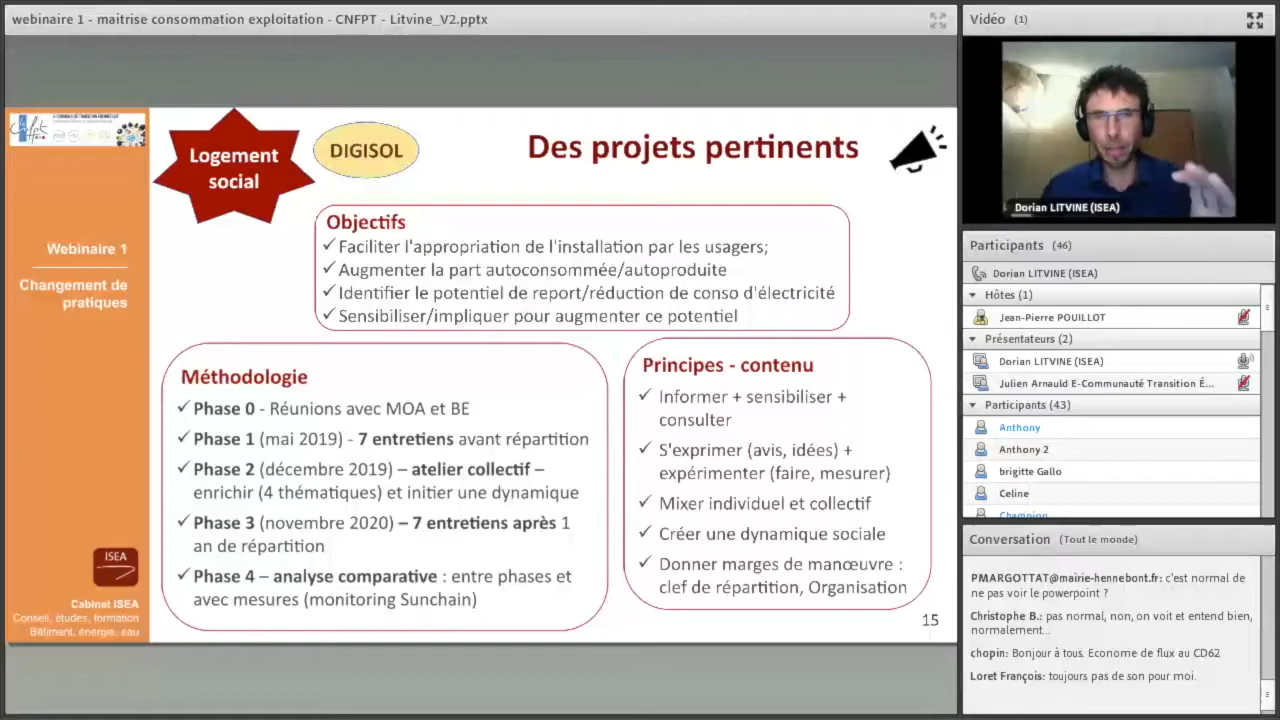 webinaire 1 - maitrise consommation exploitation - CNFPT - Litvine_V2.pptx
Logement
social
DIGISOL
Des projets pertinents
Webinaire 1
Changement de
pratiques
Objectifs
✓Faciliter l'appropriation de l'installation par les usagers;
✓Augmenter la part autoconsommée/autoproduite
✓Identifier le potentiel de report/réduction de conso d'électricité
✓Sensibiliser/impliquer pour augmenter ce potentiel
Méthodologie
✓Phase 0 - Réunions avec MOA et BE
✓Phase 1 (mai 2019) - 7 entretiens avant répartition
✓Phase 2 (décembre 2019) – atelier collectif –
enrichir (4 thématiques) et initier une dynamique
✓Phase 3 (novembre 2020) – 7 entretiens après 1
an de répartition
✓Phase 4 – analyse comparative : entre phases et
avec mesures (monitoring Sunchain)
Principes - contenu
✓ Informer + sensibiliser +
consulter
✓ S'exprimer (avis, idées) +
expérimenter (faire, mesurer)
✓ Mixer individuel et collectif
✓ Créer une dynamique sociale
✓ Donner marges de manœuvre :
clef de répartition, Organisation
15
ISEA
Cabinet ISEA
Conseil, études, formation
Bâtiment, énergie, eau
Vidéo (1)
Dorian LITVINE (ISEA)
Participants (46)
Dorian LITVINE (ISEA)
Hôtes (1)
Jean-Pierre POUILLOT
Présentateurs (2)
Dorian LITVINE (ISEA)
Julien Arnauld E-Communauté Transition É...
Participants (43)
Anthony
Anthony 2
brigitte Gallo
Celine
Champion
Conversation (Tout le monde)
PMARGOTTAT@mairie-hennebont.fr: c'est normal de
ne pas voir le powerpoint ?
Christophe B.: pas normal, non, on voit et entend bien,
normalement...
chopin: Bonjour à tous. Econome de flux au CD62
Loret François: toujours pas de son pour moi.